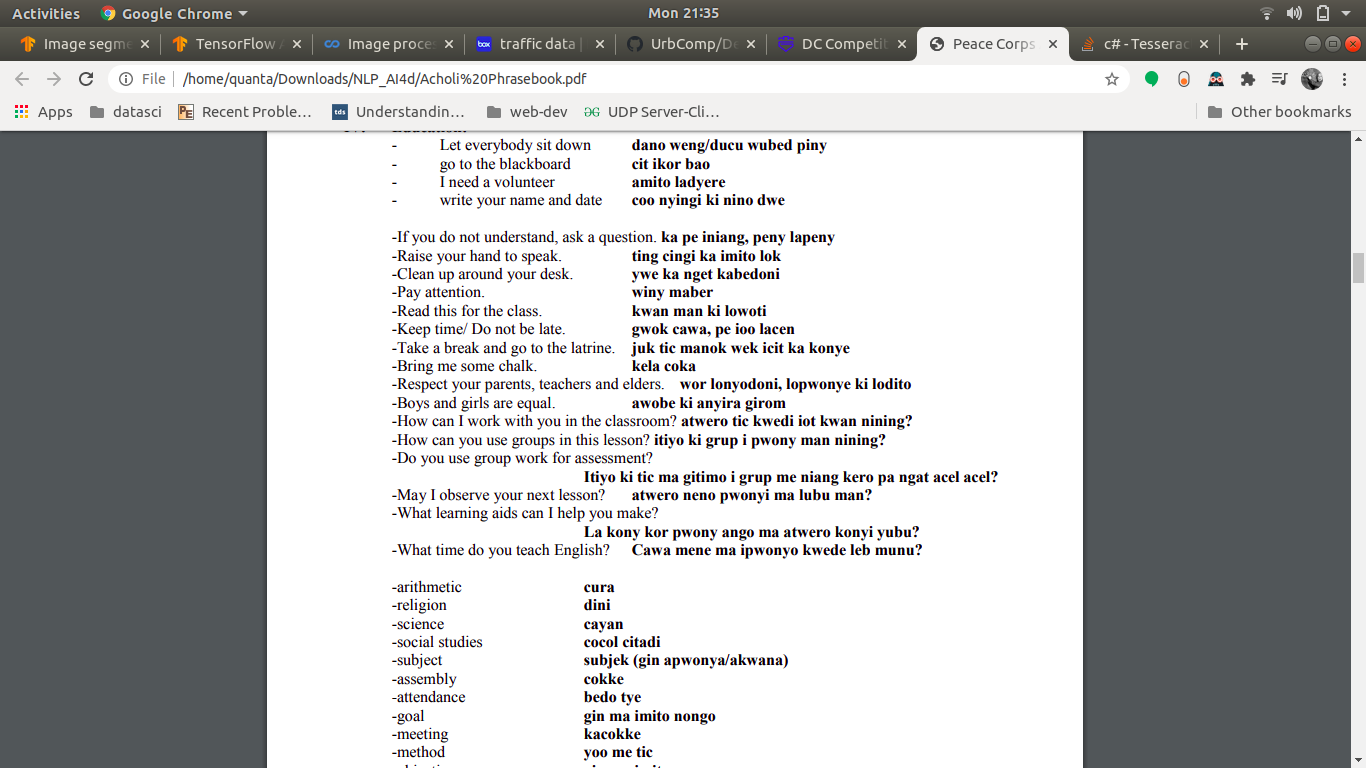 Activities Google Chrome Mon 21:35
Image segme TensorFlow Image proce traffic data | UrbComp/De DC Competit Peace Corps c# - Tesserac
File /home/quanta/Downloads/NLP_AI4d/Acholi%20Phrasebook.pdf
Apps datasci Recent Proble… Understandin… web-dev UDP Server-Cli… Other bookmarks
- Let everybody sit down dano weng/ducu wubed piny
- go to the blackboard cit ikor bao
- I need a volunteer amito ladyere
- write your name and date coo nyingi ki nino dwe
-If you do not understand, ask a question. ka pe iniang, peny lapeny
-Raise your hand to speak. ting cingi ka imito lok
-Clean up around your desk. ywe ka nget kabedoni
-Pay attention. winy maber
-Read this for the class. kwan man ki lowoti
-Keep time/ Do not be late. gwok cawa, pe ioo lacen
-Take a break and go to the latrine. juk tic manok wek icit ka konye
-Bring me some chalk. kela coka
-Respect your parents, teachers and elders. wor lonyodoni, lopwonye ki lodito
-Boys and girls are equal. awobe ki anyira girom
-How can I work with you in the classroom? atwero tic kwedi iot kwan nining?
-How can you use groups in this lesson? itiyo ki grup i pwony man nining?
-Do you use group work for assessment?
Itiyo ki tic ma gitimo i grup me niang kero pa ngat acel acel?
-May I observe your next lesson? atwero neno pwonyi ma lubu man?
-What learning aids can I help you make?
La kony kor pwony ango ma atwero konyi yubu?
-What time do you teach English? Cawa mene ma ipwonyo kwede leb munu?
-arithmetic cura
-religion dini
-science cayan
-social studies cocol citadi
-subject subjek (gin apwonya/akwana)
-assembly cokke
-attendance bedo tye
-goal gin ma imito nongo
-meeting kacokke
-method yoo me tic